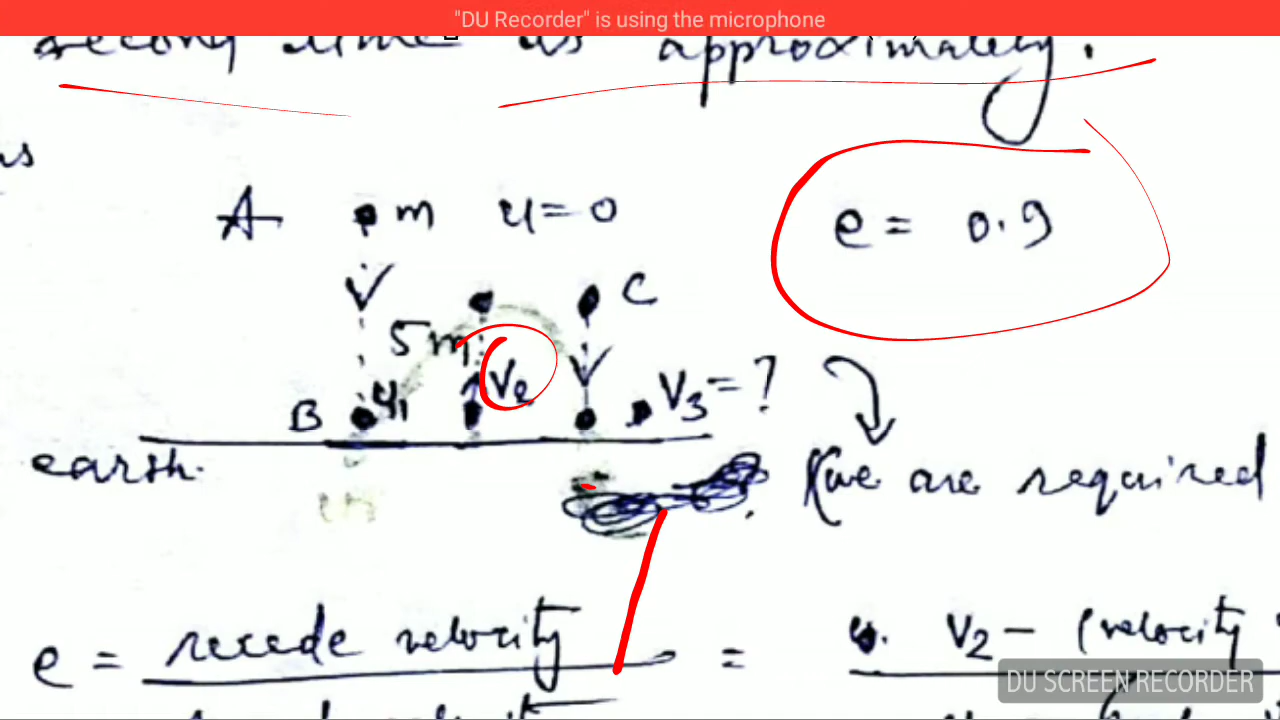 "DU Recorder" is using the microphone
second time is approximately.
A m u=0 e = 0.9
C
5m
B u1 V2 V3=?
earth. (we are required
e = recede velocity = V2 - (velocity
DU SCREEN RECORDER